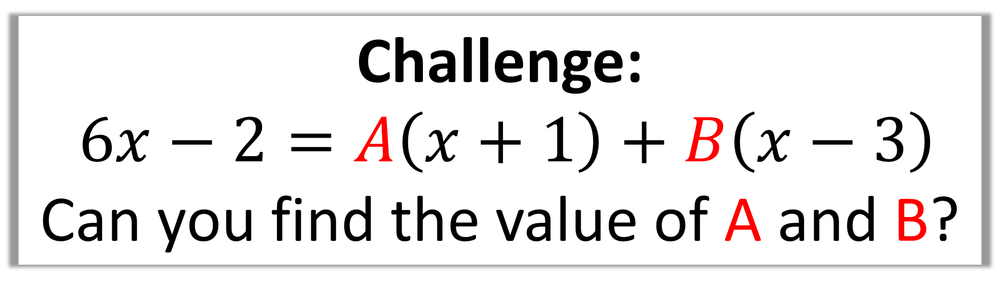 Challenge:
6x − 2 = A(x + 1) + B(x − 3)
Can you find the value of A and B?